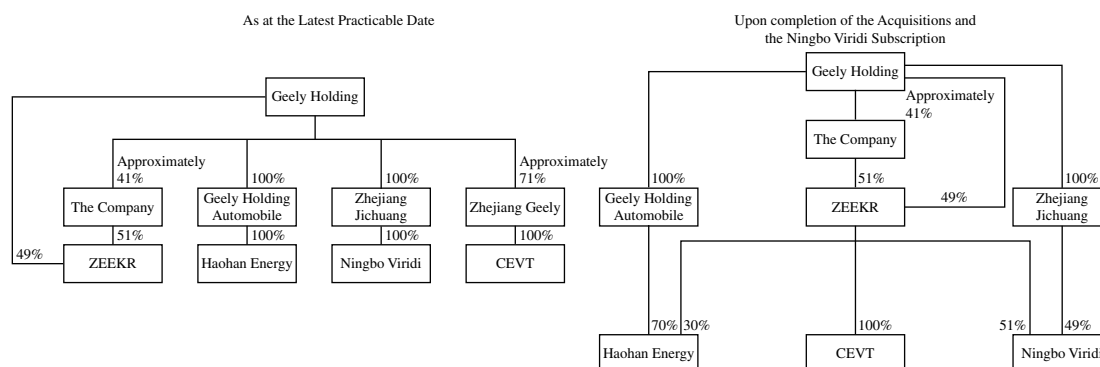 As at the Latest Practicable Date
Geely Holding
Approximately
41%
100%
100%
Approximately
71%
The Company
Geely Holding
Automobile
Zhejiang
Jichuang
Zhejiang Geely
51%
100%
100%
100%
49%
ZEEKR
Haohan Energy
Ningbo Viridi
CEVT
Upon completion of the Acquisitions and
the Ningbo Viridi Subscription
Geely Holding
Approximately
41%
The Company
100%
51%
100%
Geely Holding
Automobile
ZEEKR
49%
Zhejiang
Jichuang
70%
30%
100%
51%
49%
Haohan Energy
CEVT
Ningbo Viridi